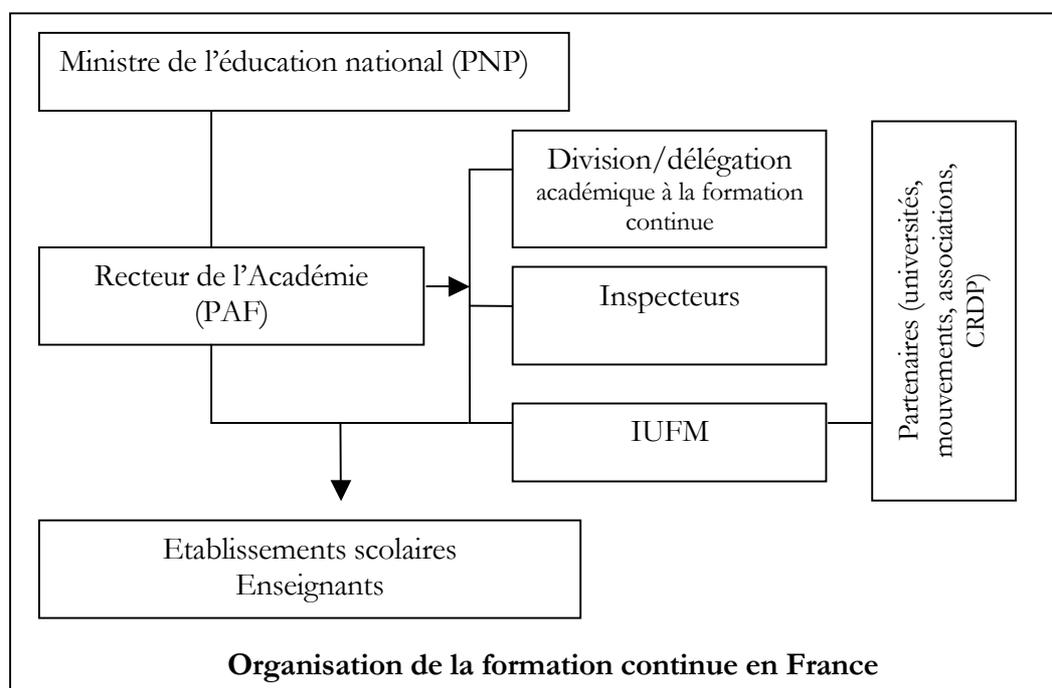 Ministre de l’éducation national (PNP)
Division/délégation
académique à la formation
continue
Recteur de l’Académie
(PAF)
Inspecteurs
Partenaires (universités,
mouvements, associations,
CRDP)
IUFM
Etablissements scolaires
Enseignants
Organisation de la formation continue en France